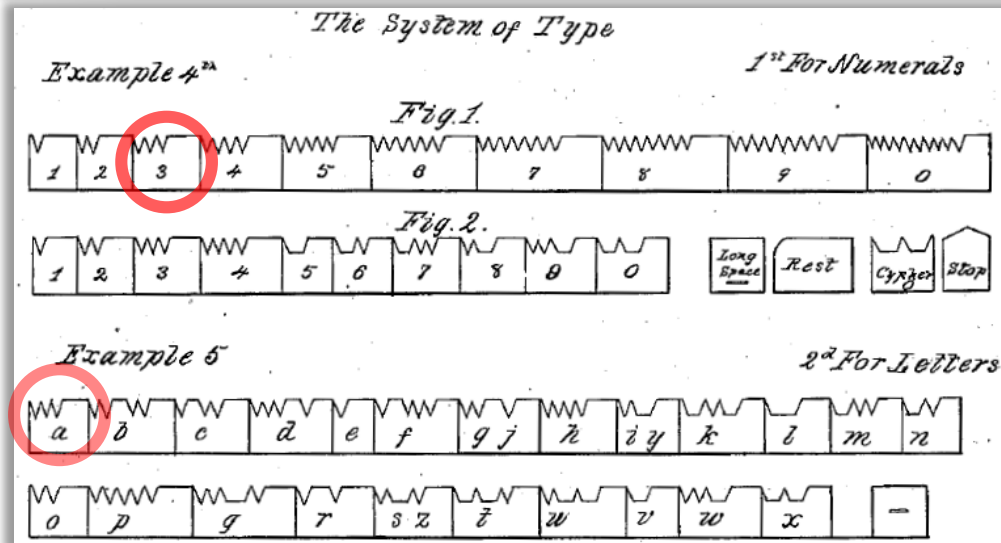 The System of Type
Example 4th
1st For Numerals
Fig. 1.
1 2 3 4 5 6 7 8 9 0
Fig. 2.
1 2 3 4 5 6 7 8 9 0 Long Space Rest Cypher Stop
Example 5
2d For Letters
a b c d e f g j h i y k l m n
o p q r s z t u v w x –